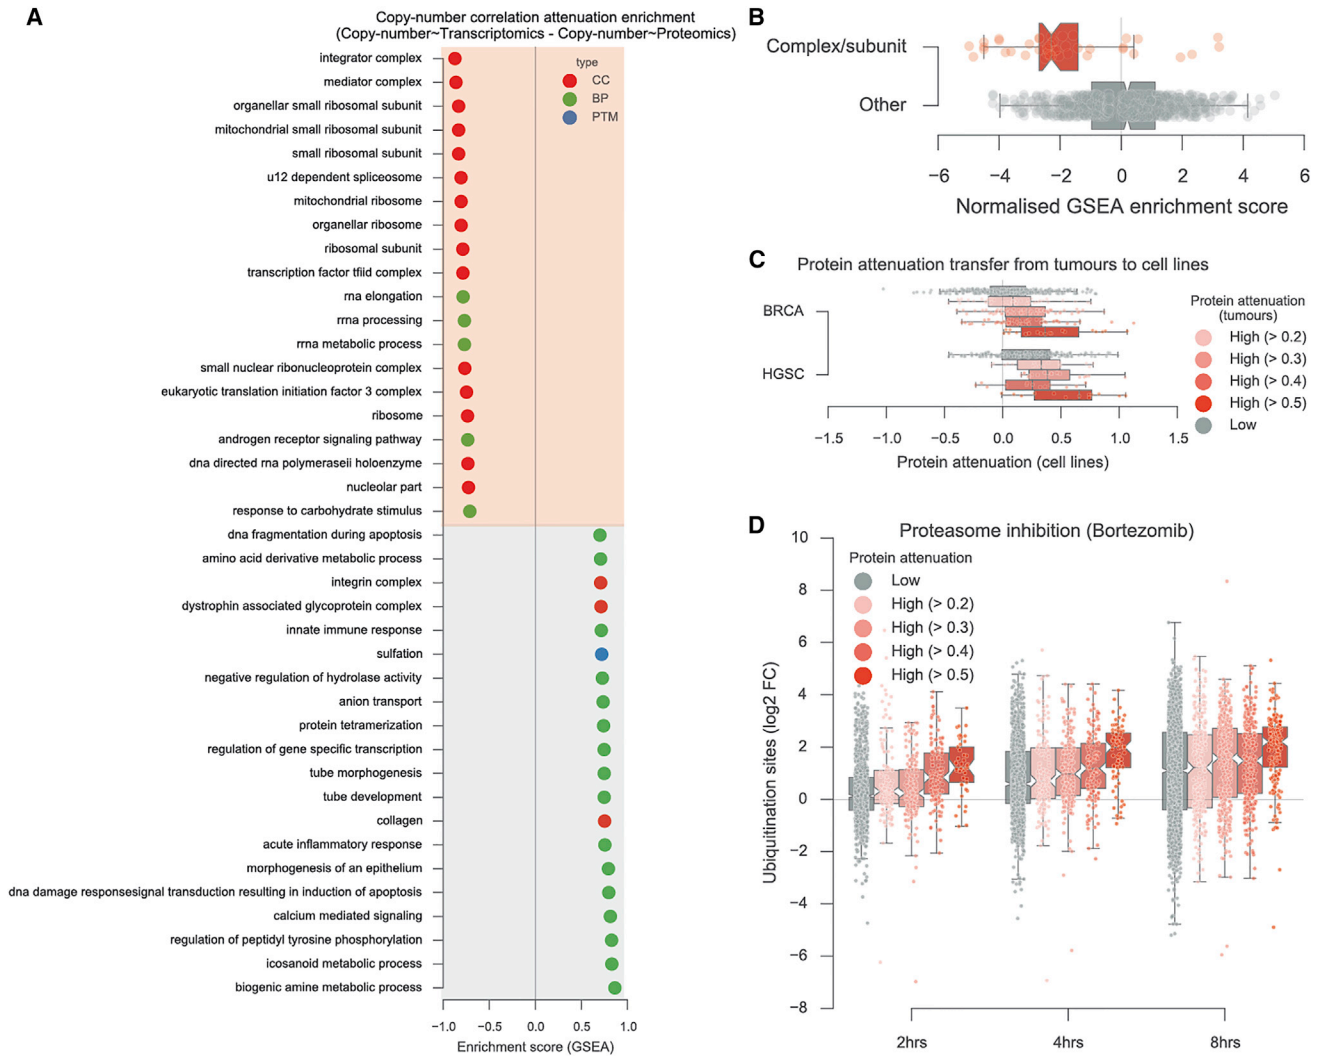 A
Copy-number correlation attenuation enrichment
(Copy-number~Transcriptomics - Copy-number~Proteomics)
integrator complex
mediator complex
organellar small ribosomal subunit
mitochondrial small ribosomal subunit
small ribosomal subunit
u12 dependent spliceosome
mitochondrial ribosome
organellar ribosome
ribosomal subunit
transcription factor tfiid complex
rna elongation
rrna processing
rrna metabolic process
small nuclear ribonucleoprotein complex
eukaryotic translation initiation factor 3 complex
ribosome
androgen receptor signaling pathway
dna directed rna polymeraseii holoenzyme
nucleolar part
response to carbohydrate stimulus
dna fragmentation during apoptosis
amino acid derivative metabolic process
integrin complex
dystrophin associated glycoprotein complex
innate immune response
sulfation
negative regulation of hydrolase activity
anion transport
protein tetramerization
regulation of gene specific transcription
tube morphogenesis
tube development
collagen
acute inflammatory response
morphogenesis of an epithelium
dna damage responsesignal transduction resulting in induction of apoptosis
calcium mediated signaling
regulation of peptidyl tyrosine phosphorylation
icosanoid metabolic process
biogenic amine metabolic process
type
CC
BP
PTM
−1.0 −0.5 0.0 0.5 1.0
Enrichment score (GSEA)
B
Complex/subunit
Other
−6 −4 −2 0 2 4 6
Normalised GSEA enrichment score
C
Protein attenuation transfer from tumours to cell lines
BRCA
HGSC
−1.5 −1.0 −0.5 0.0 0.5 1.0 1.5
Protein attenuation (cell lines)
Protein attenuation
(tumours)
High (> 0.2)
High (> 0.3)
High (> 0.4)
High (> 0.5)
Low
D
Proteasome inhibition (Bortezomib)
Protein attenuation
Low
High (> 0.2)
High (> 0.3)
High (> 0.4)
High (> 0.5)
Ubiquitination sites (log2 FC)
10
8
6
4
2
0
−2
−4
−6
−8
2hrs 4hrs 8hrs